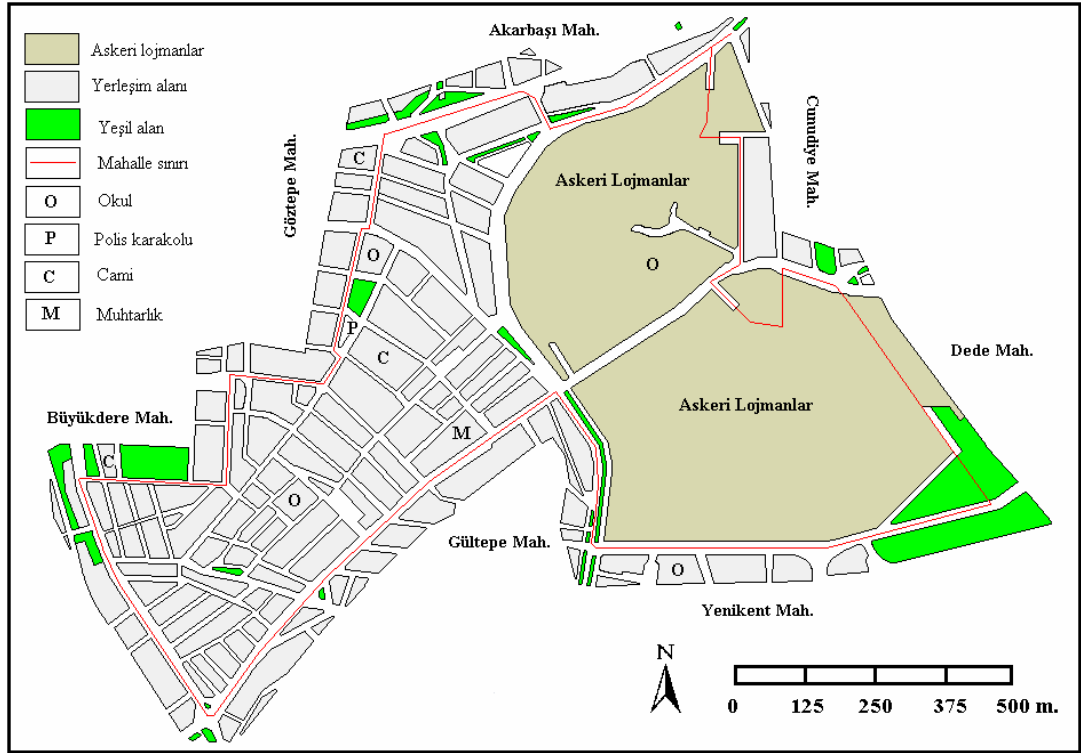 Askeri lojmanlar
Yerleşim alanı
Yeşil alan
Mahalle sınırı
O Okul
P Polis karakolu
C Cami
M Muhtarlık
Akarbaşı Mah.
Cunudiye Mah.
Göztepe Mah.
C
Askeri Lojmanlar
O
O
P
C
Dede Mah.
Büyükdere Mah.
Askeri Lojmanlar
M
C
O
Gültepe Mah.
O
Yenikent Mah.
N
0 125 250 375 500 m.